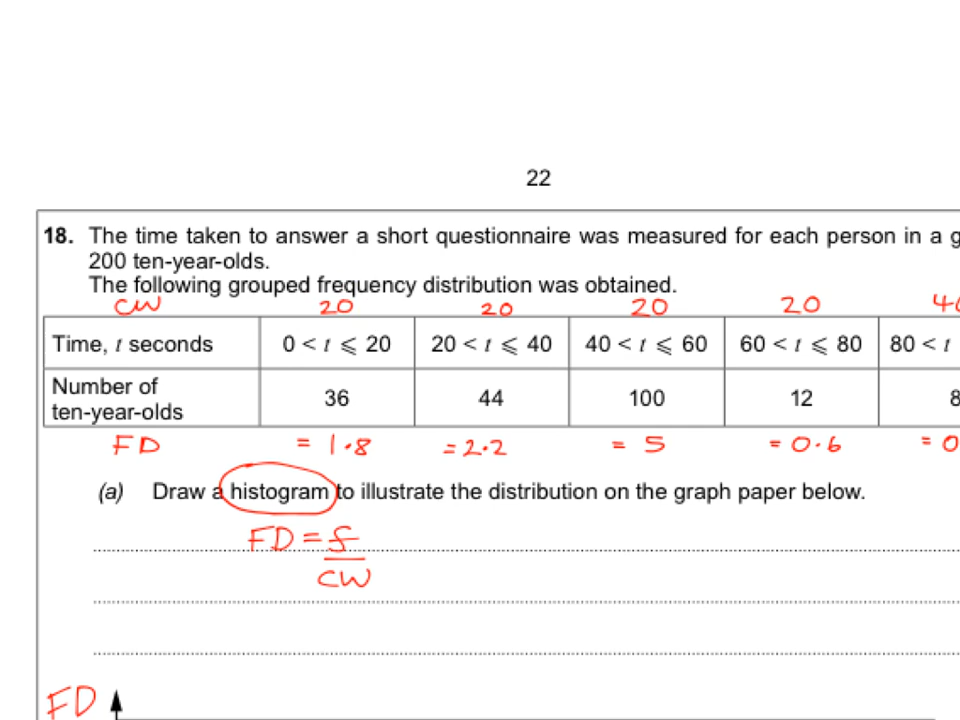 22
18. The time taken to answer a short questionnaire was measured for each person in a g
200 ten-year-olds.
The following grouped frequency distribution was obtained.
CW 20 20 20 20 40
Time, t seconds 0 < t ⩽ 20 20 < t ⩽ 40 40 < t ⩽ 60 60 < t ⩽ 80 80 < t
Number of
ten-year-olds 36 44 100 12 8
FD = 1.8 = 2.2 = 5 = 0.6 = 0
(a) Draw a histogram to illustrate the distribution on the graph paper below.
FD = f
CW
FD